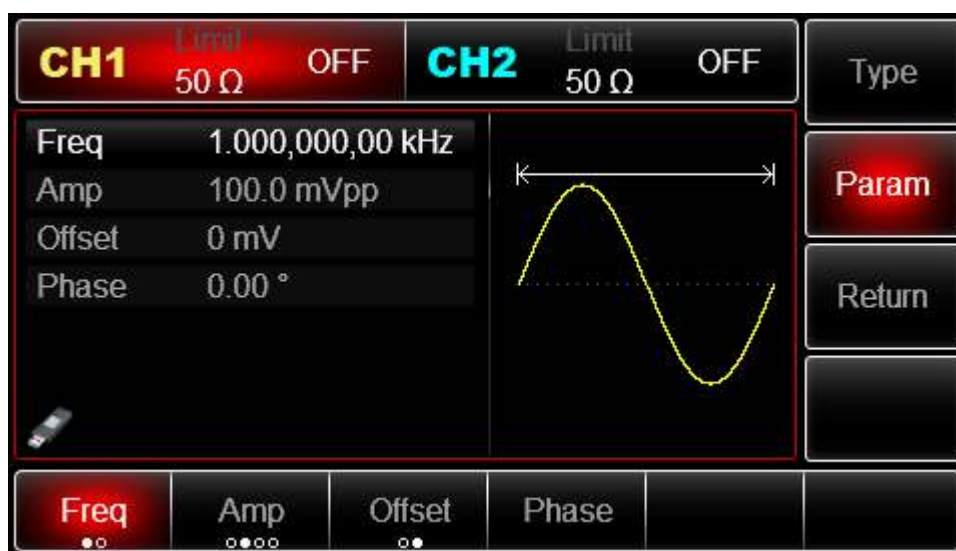 CH1 Limit 50 Ω OFF CH2 Limit 50 Ω OFF
Type
Freq 1.000,000,00 kHz
Amp 100.0 mVpp
Offset 0 mV
Phase 0.00 °
Param
Return
Freq Amp Offset Phase